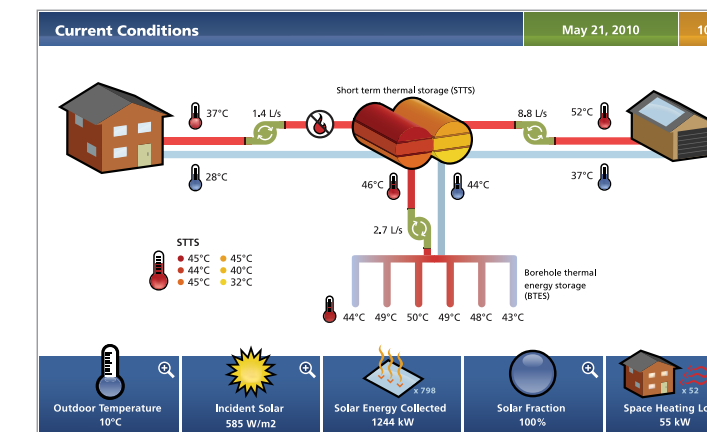 Current Conditions
May 21, 2010
10
Short term thermal storage (STTS)
37°C
1.4 L/s
8.8 L/s
52°C
28°C
46°C
44°C
37°C
2.7 L/s
STTS
45°C 45°C
44°C 40°C
45°C 32°C
Borehole thermal
energy storage
(BTES)
44°C 49°C 50°C 49°C 48°C 43°C
x 798
x 52
Outdoor Temperature
10°C
Incident Solar
585 W/m2
Solar Energy Collected
1244 kW
Solar Fraction
100%
Space Heating Lo
55 kW